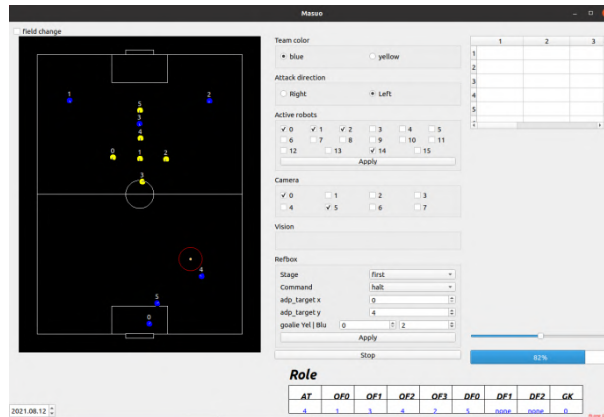 Masuo
field change
1
2
5
3
4
0 1 2
3
4
5
0
2021.08.12
Team color
blue yellow
Attack direction
Right Left
Active robots
0 1 2 3 4 5
6 7 8 9 10 11
12 13 14 15
Apply
Camera
0 1 2 3
4 5 6 7
Vision
Refbox
Stage first
Command halt
adp_target x 0
adp_target y 4
goalie Yel | Blu 0 2
Apply
Stop
1 2 3
1
2
3
4
5
82%
Role
AT OF0 OF1 OF2 OF3 DF0 DF1 DF2 GK
4 1 3 4 2 5 none none 0